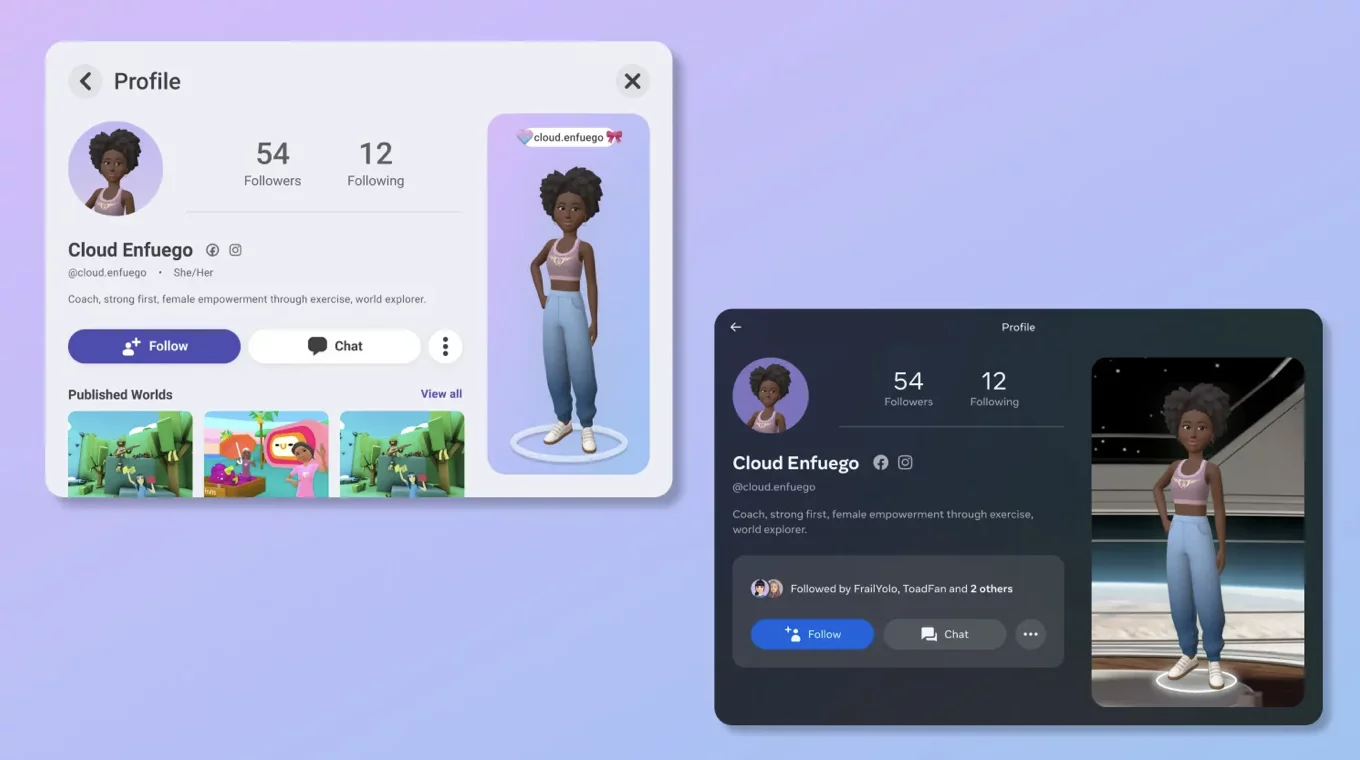 Profile
cloud.enfuego
54
12
Followers
Following
Cloud Enfuego
@cloud.enfuego • She/Her
Coach, strong first, female empowerment through exercise, world explorer.
Follow
Chat
Published Worlds
View all
Profile
54
12
Followers
Following
Cloud Enfuego
@cloud.enfuego
Coach, strong first, female empowerment through exercise,
world explorer.
Followed by FrailYolo, ToadFan and 2 others
Follow
Chat